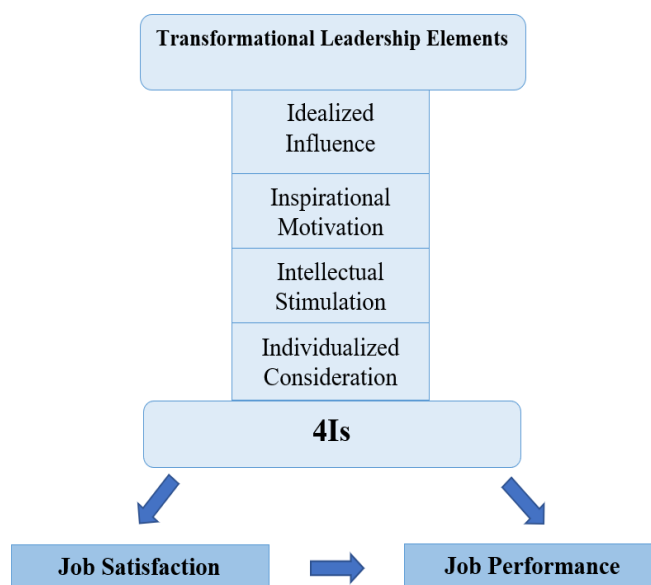 Transformational Leadership Elements
Idealized
Influence
Inspirational
Motivation
Intellectual
Stimulation
Individualized
Consideration
4Is
Job Satisfaction
Job Performance